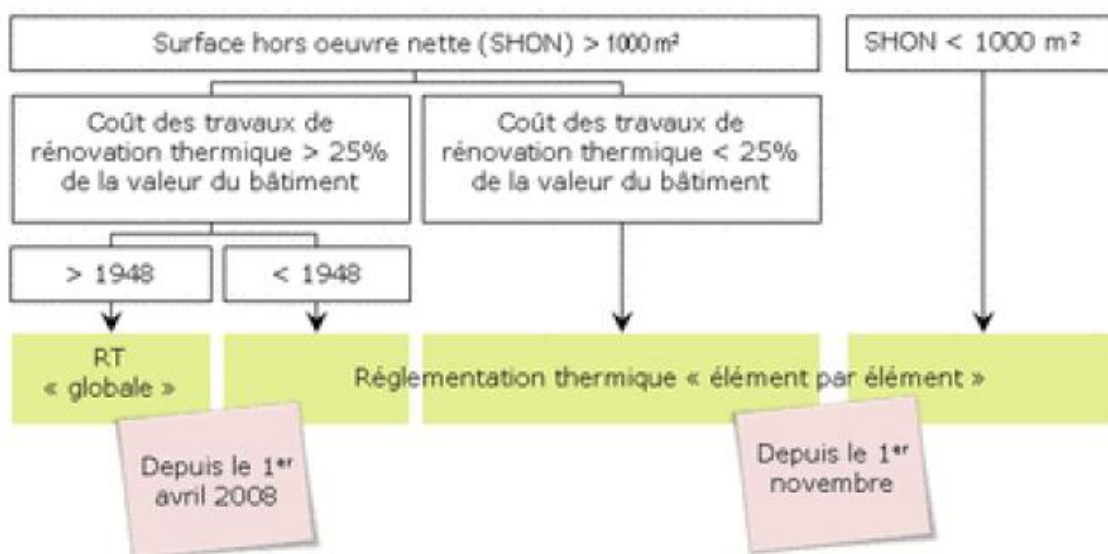 Surface hors oeuvre nette (SHON) > 1000 m²
SHON < 1000 m²
Coût des travaux de
rénovation thermique > 25%
de la valeur du bâtiment
Coût des travaux de
rénovation thermique < 25%
de la valeur du bâtiment
> 1948
< 1948
RT
« globale »
Réglementation thermique « élément par élément »
Depuis le 1er
avril 2008
Depuis le 1er
novembre